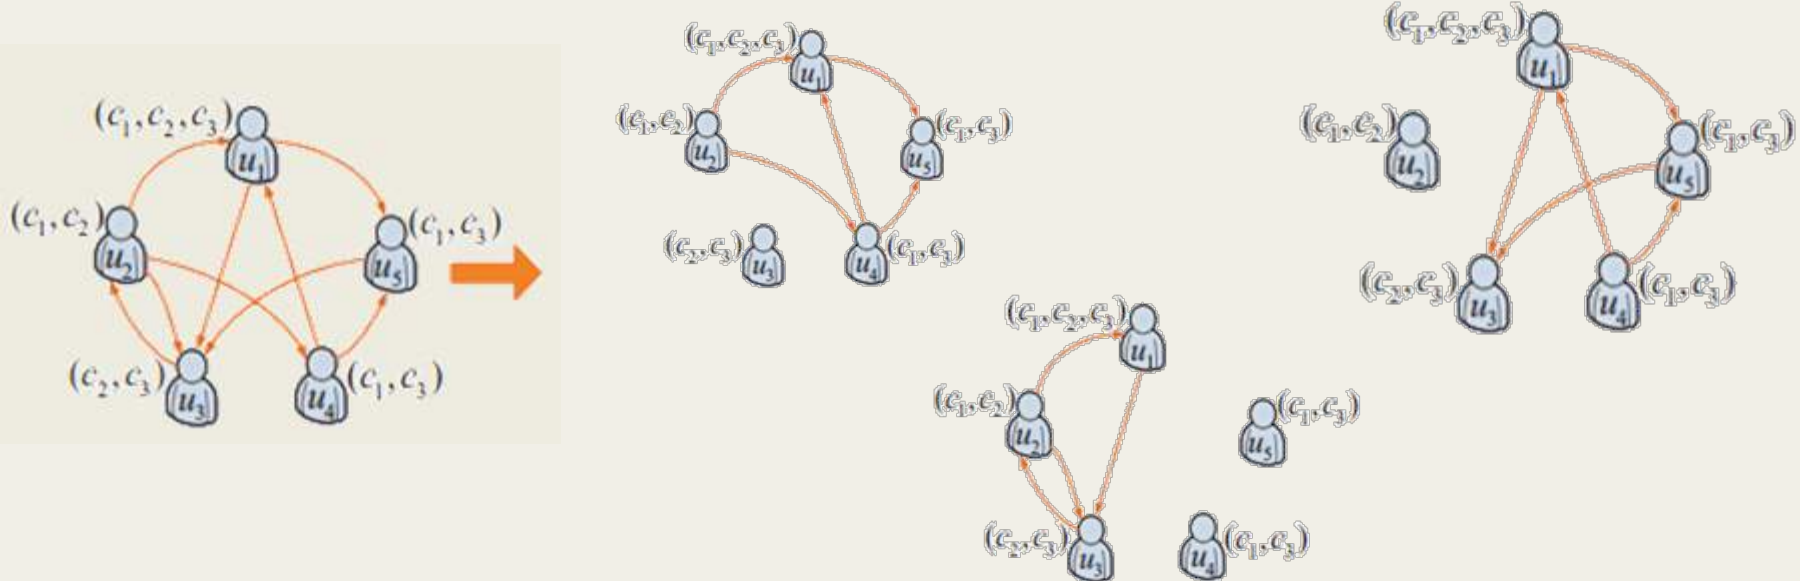 (c₁,c₂,c₃)
u₁
(c₁,c₂)
u₂
(c₁,c₃)
u₅
(c₂,c₃)
u₃
u₄
(c₁,c₃)
(c₁,c₂,c₃)
u₁
(c₁,c₂)
u₂
(c₁,c₃)
u₅
(c₂,c₃)
u₃
u₄
(c₁,c₃)
(c₁,c₂,c₃)
u₁
(c₁,c₂)
u₂
(c₁,c₃)
u₅
(c₂,c₃)
u₃
u₄
(c₁,c₃)
(c₁,c₂,c₃)
u₁
(c₁,c₂)
u₂
(c₁,c₃)
u₅
(c₂,c₃)
u₃
u₄
(c₁,c₃)